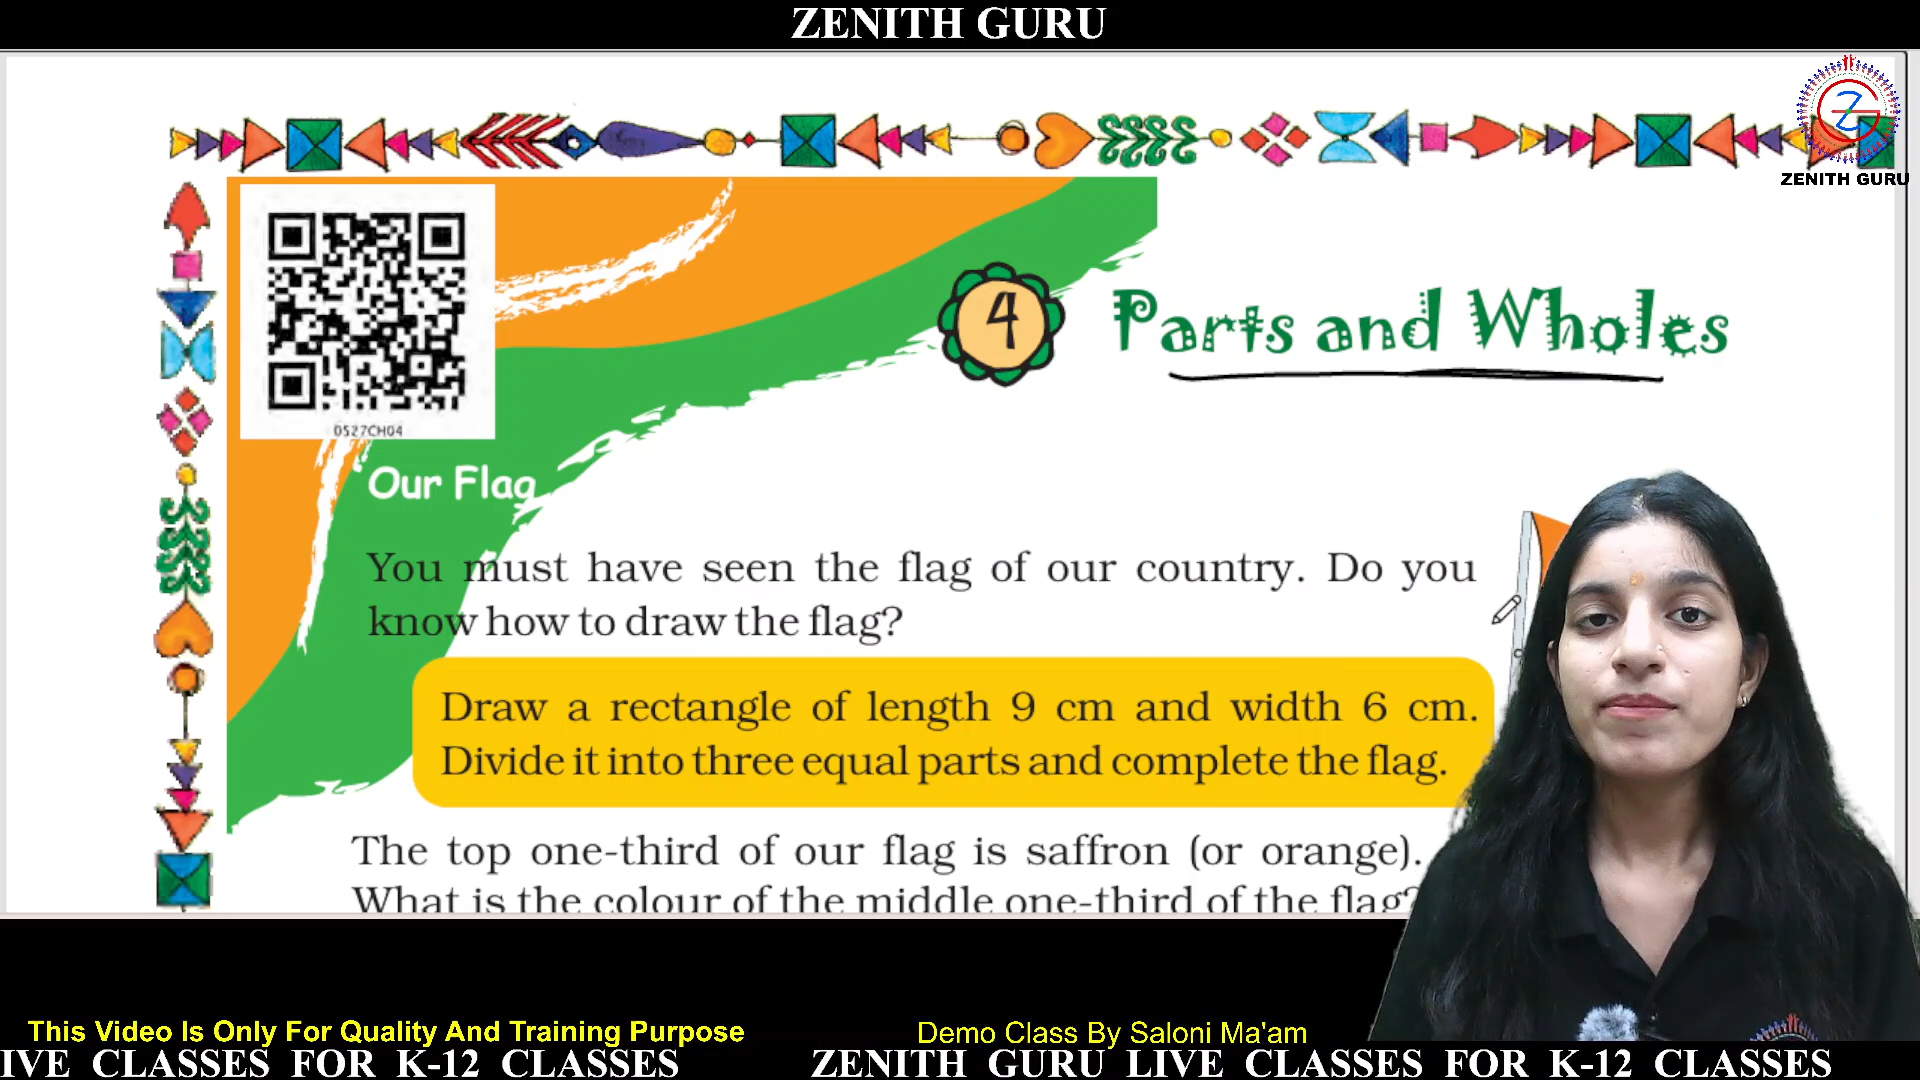 ZENITH GURU
ZENITH GURU
0527CH04
4 Parts and Wholes
Our Flag
You must have seen the flag of our country. Do you
know how to draw the flag?
Draw a rectangle of length 9 cm and width 6 cm.
Divide it into three equal parts and complete the flag.
The top one-third of our flag is saffron (or orange).
What is the colour of the middle one-third of the flag?
This Video Is Only For Quality And Training Purpose
Demo Class By Saloni Ma'am
IVE CLASSES FOR K-12 CLASSES ZENITH GURU LIVE CLASSES FOR K-12 CLASSES